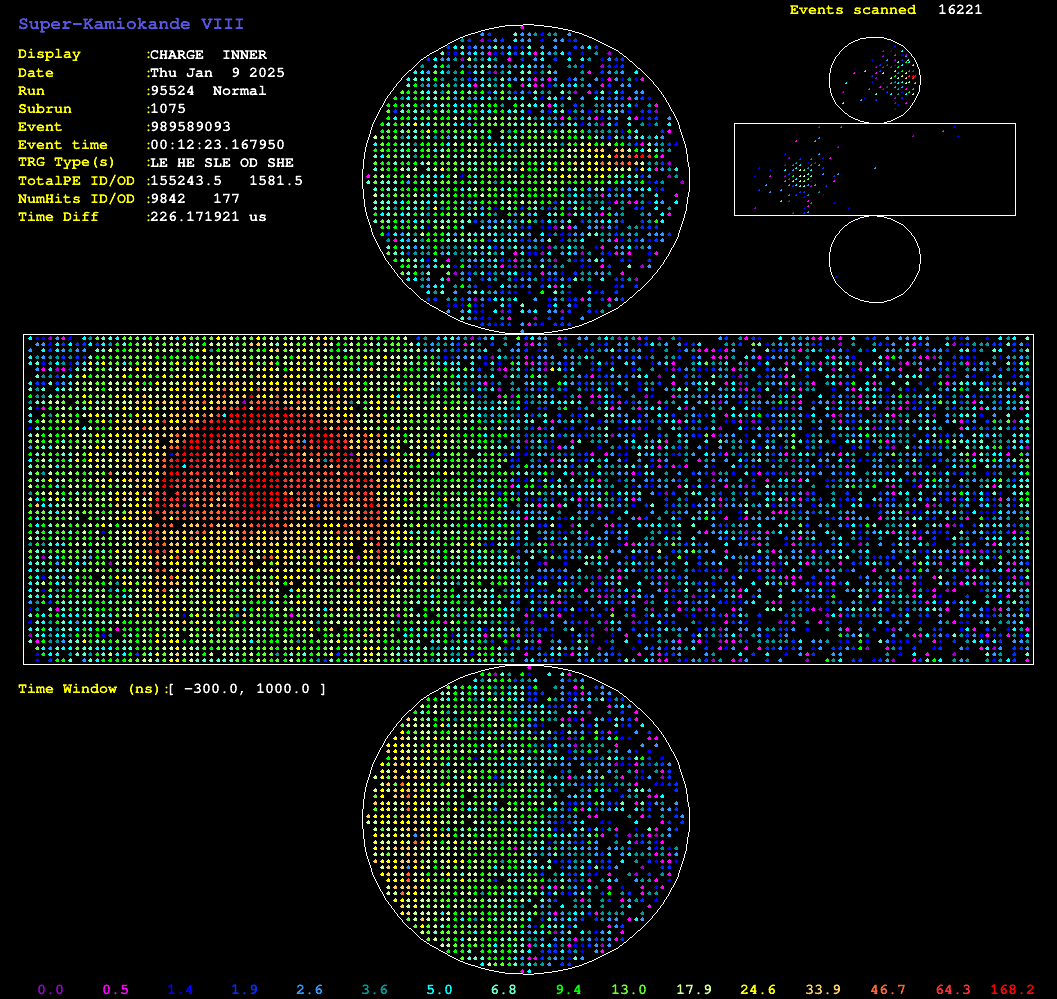 Super-Kamiokande VIII
Events scanned 16221
Display :CHARGE INNER
Date :Thu Jan 9 2025
Run :95524 Normal
Subrun :1075
Event :989589093
Event time :00:12:23.167950
TRG Type(s) :LE HE SLE OD SHE
TotalPE ID/OD :155243.5 1581.5
NumHits ID/OD :9842 177
Time Diff :226.171921 us
Time Window (ns):[ -300.0, 1000.0 ]
0.0 0.5 1.4 1.9 2.6 3.6 5.0 6.8 9.4 13.0 17.9 24.6 33.9 46.7 64.3 168.2